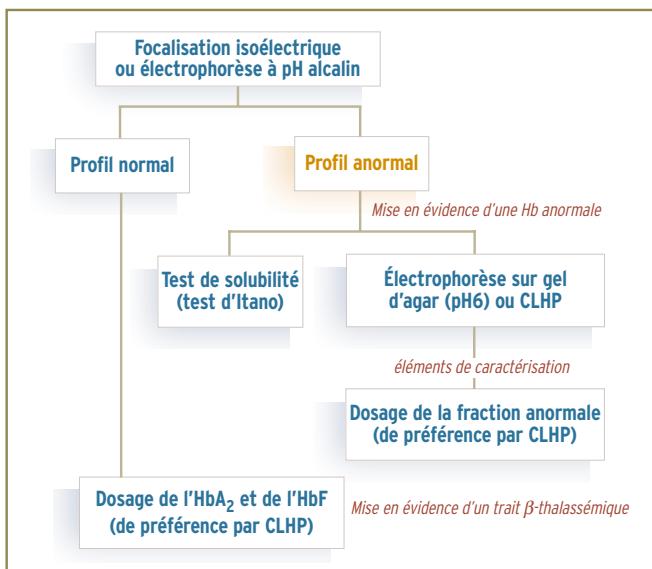 Focalisation isoélectrique
ou électrophorèse à pH alcalin
Profil normal
Profil anormal
Mise en évidence d'une Hb anormale
Test de solubilité
(test d'Itano)
Électrophorèse sur gel
d'agar (pH6) ou CLHP
éléments de caractérisation
Dosage de la fraction anormale
(de préférence par CLHP)
Dosage de l'HbA₂ et de l'HbF
(de préférence par CLHP)
Mise en évidence d'un trait β-thalassémique